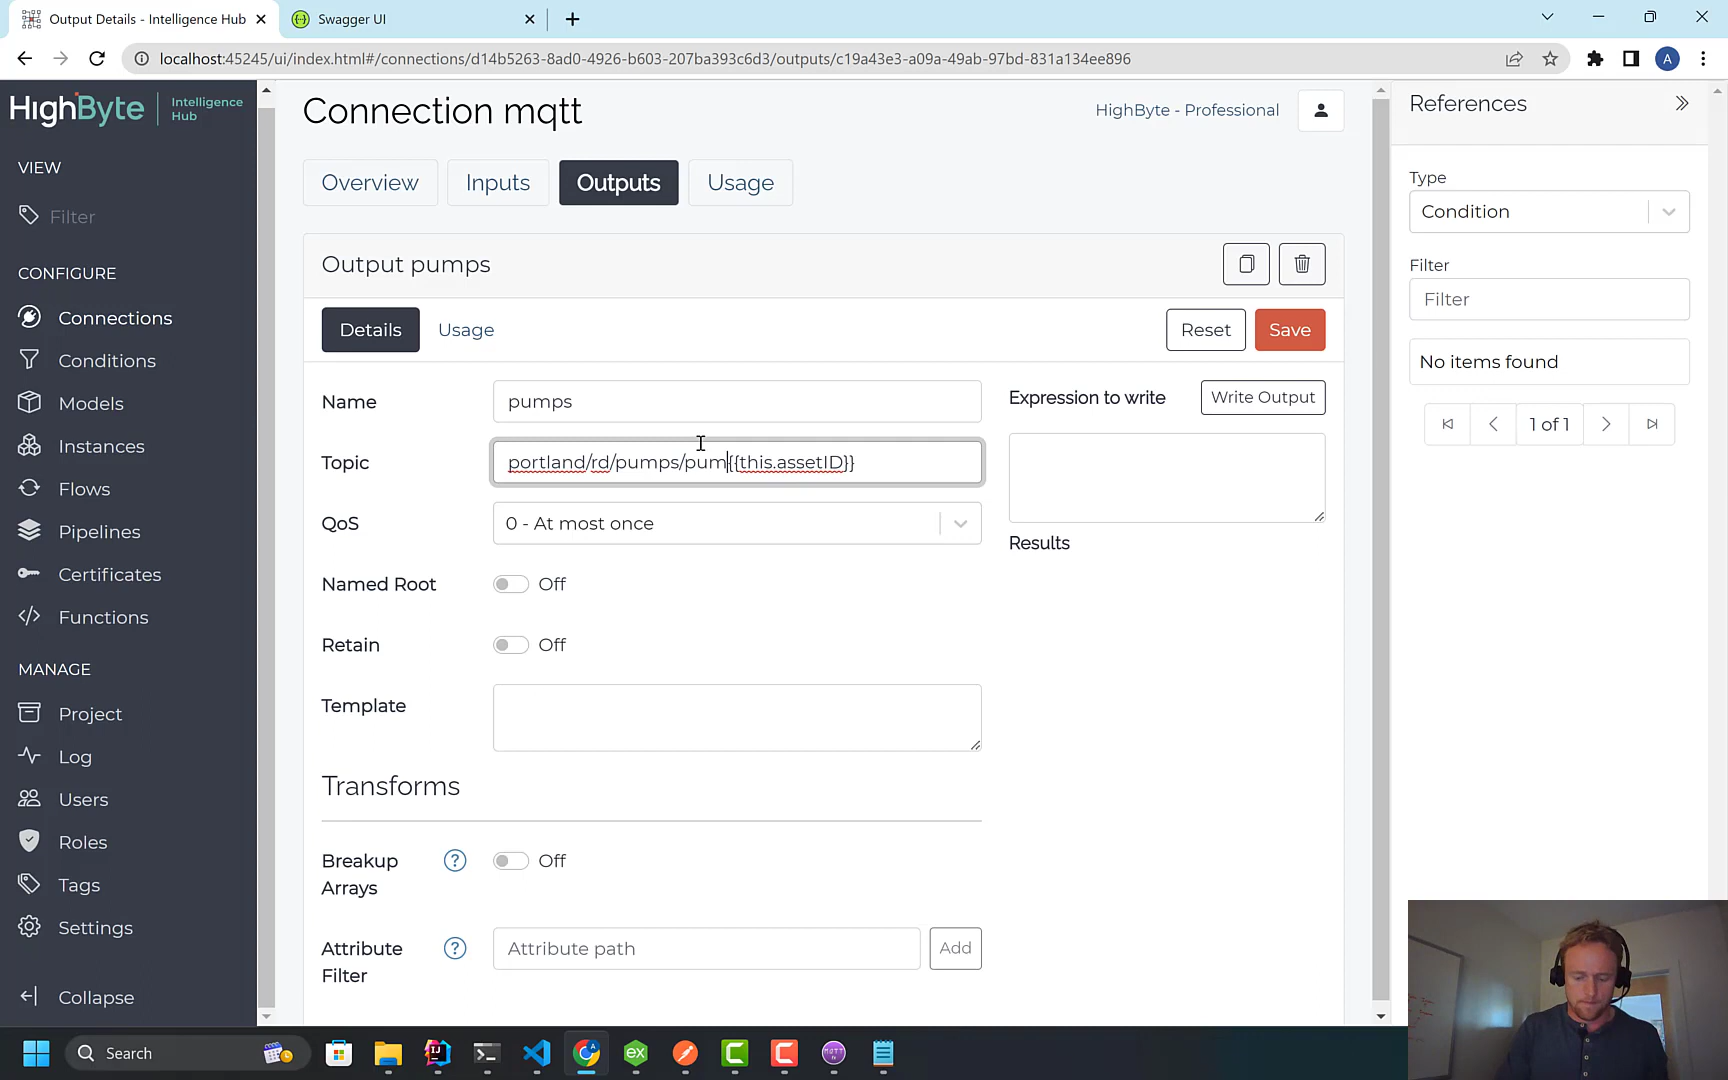 Output Details - Intelligence Hub
Swagger UI
localhost:45245/ui/index.html#/connections/d14b5263-8ad0-4926-b603-207ba393c6d3/outputs/c19a43e3-a09a-49ab-97bd-831a134ee896
A
HighByte
Intelligence
Hub
VIEW
Filter
CONFIGURE
Connections
Conditions
Models
Instances
Flows
Pipelines
Certificates
Functions
MANAGE
Project
Log
Users
Roles
Tags
Settings
Collapse
Connection mqtt
HighByte - Professional
Overview
Inputs
Outputs
Usage
Output pumps
Details
Usage
Reset
Save
Name
pumps
Topic
portland/rd/pumps/pum{{this.assetID}}
QoS
0 - At most once
Named Root
Off
Retain
Off
Template
Transforms
Breakup
Arrays
?
Off
Attribute
Filter
?
Attribute path
Add
Expression to write
Write Output
Results
References
Type
Condition
Filter
Filter
No items found
1 of 1
Search
EX